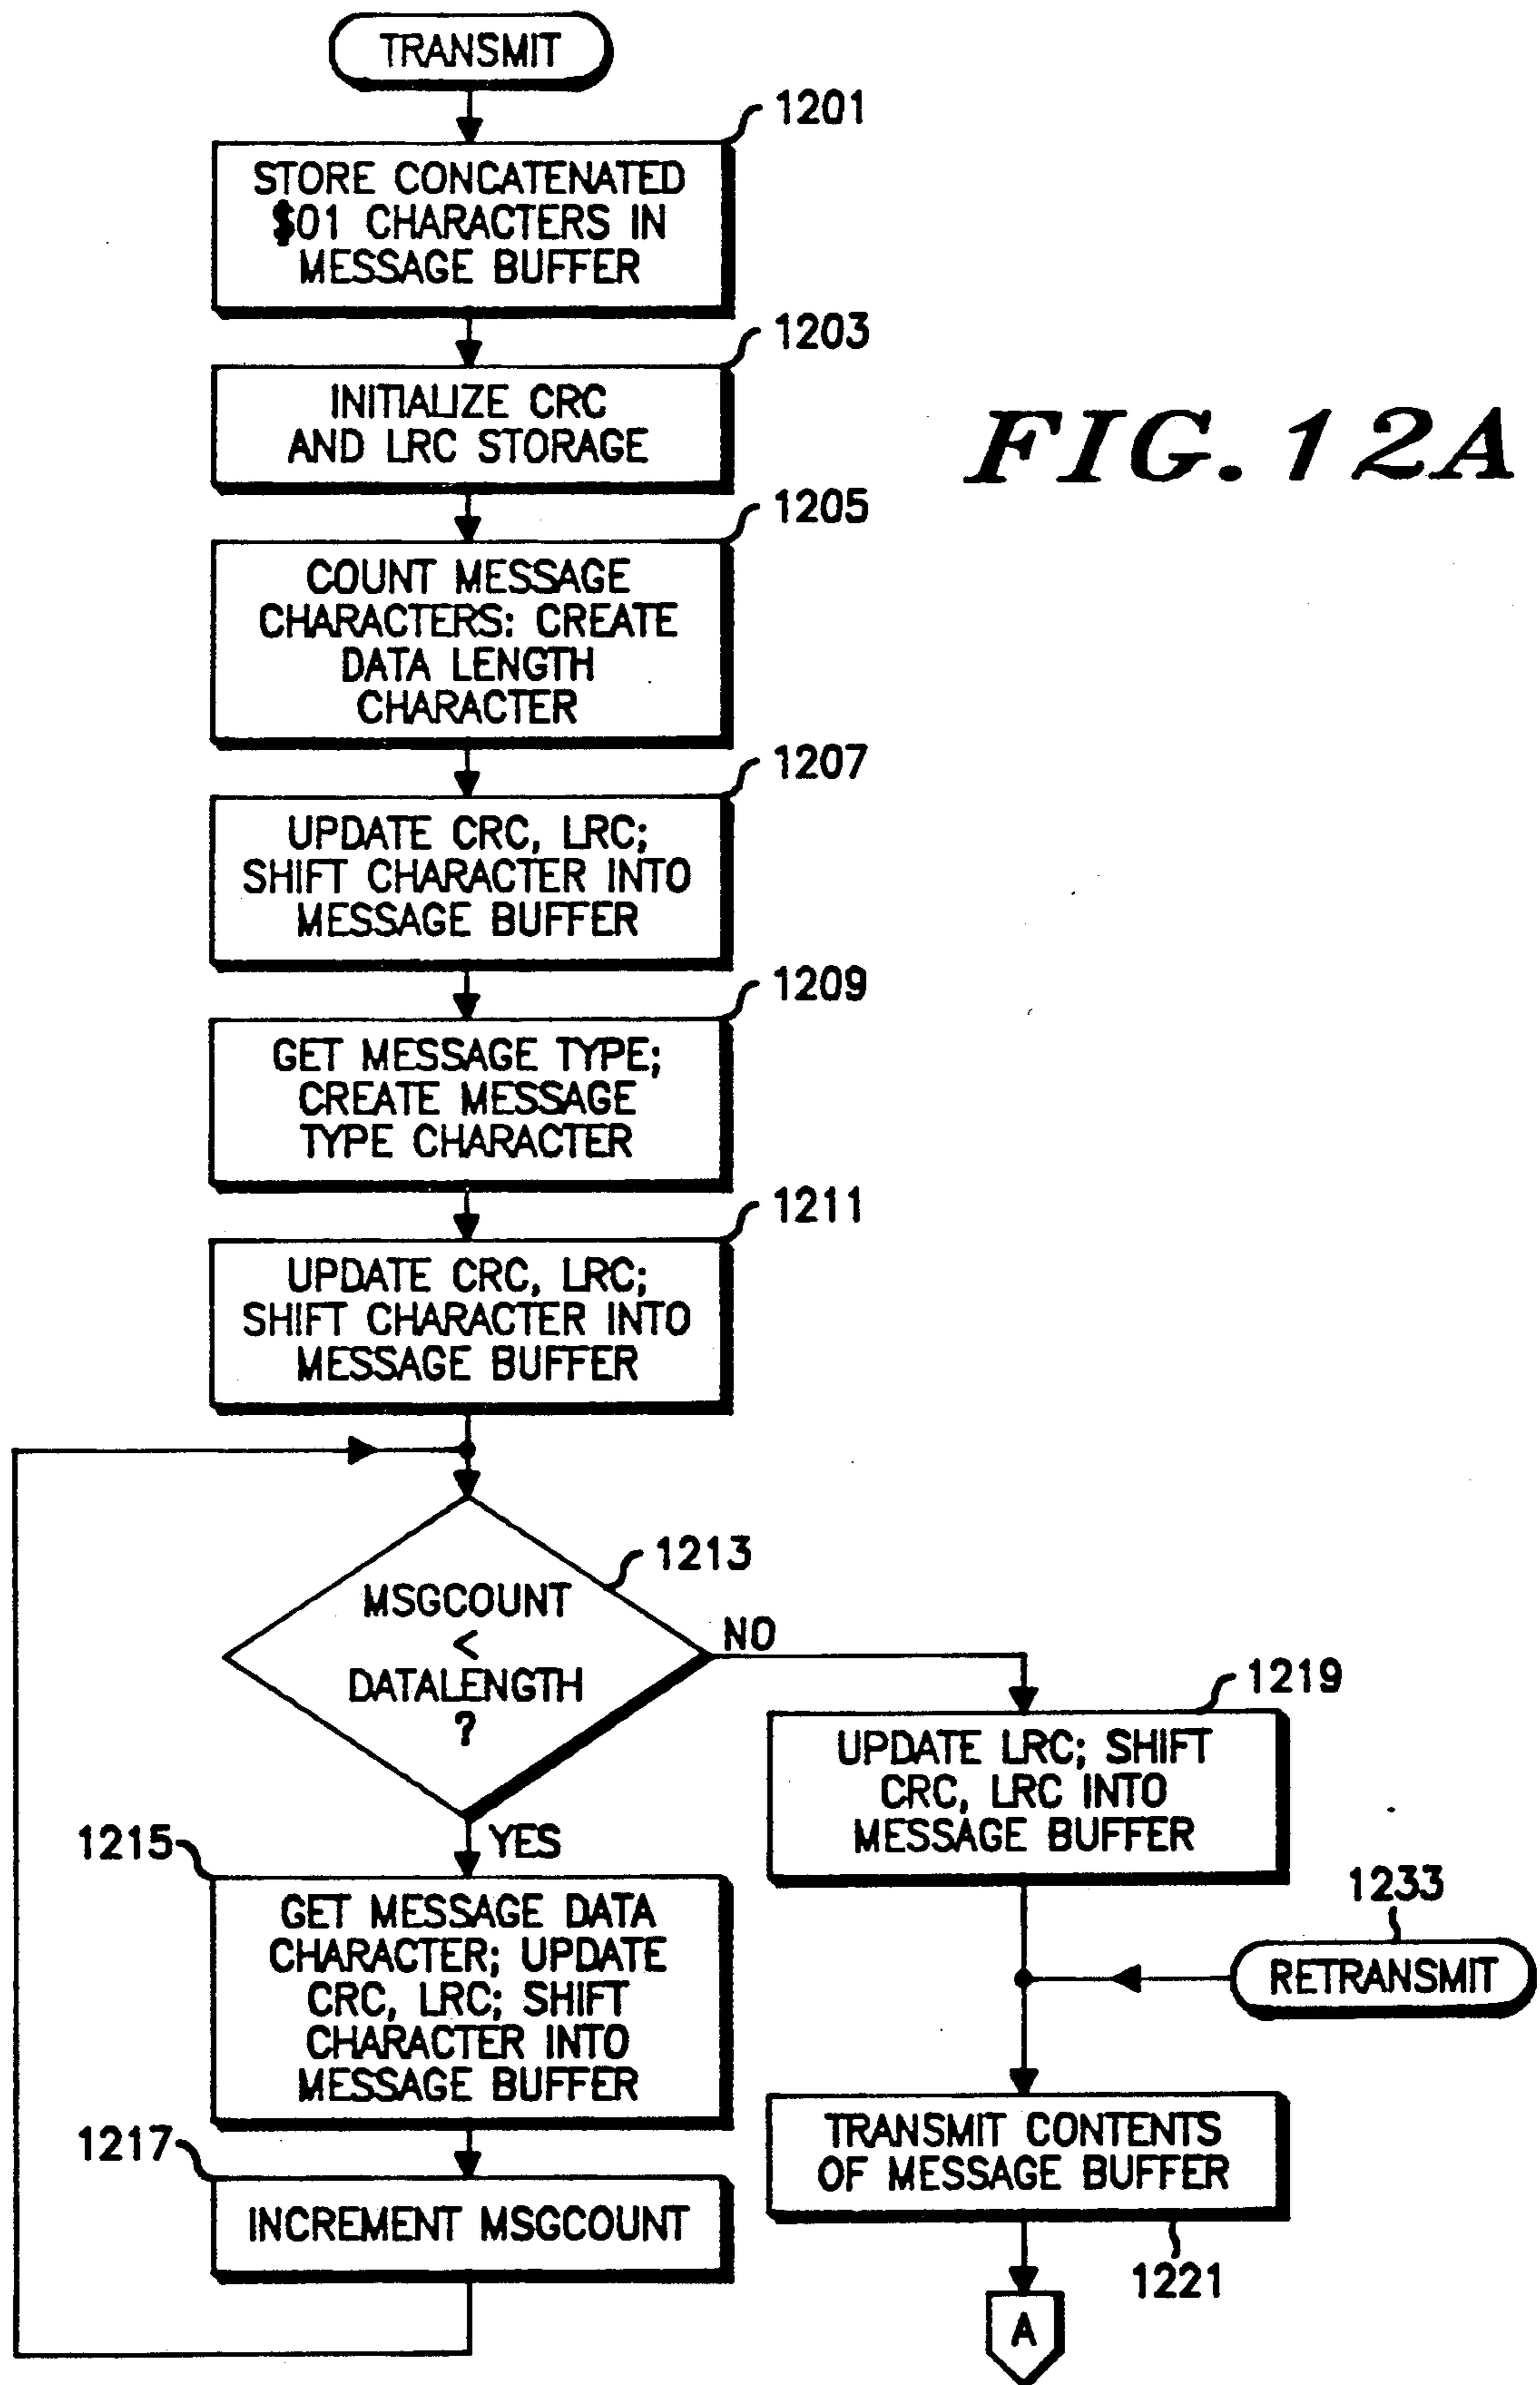 TRANSMIT
1201
STORE CONCATENATED
$01 CHARACTERS IN
MESSAGE BUFFER
1203
INITIALIZE CRC
AND LRC STORAGE
FIG. 12A
1205
COUNT MESSAGE
CHARACTERS: CREATE
DATA LENGTH
CHARACTER
1207
UPDATE CRC, LRC;
SHIFT CHARACTER INTO
MESSAGE BUFFER
1209
GET MESSAGE TYPE;
CREATE MESSAGE
TYPE CHARACTER
1211
UPDATE CRC, LRC;
SHIFT CHARACTER INTO
MESSAGE BUFFER
1213
MSGCOUNT
<
DATALENGTH
?
NO
YES
1215
GET MESSAGE DATA
CHARACTER; UPDATE
CRC, LRC; SHIFT
CHARACTER INTO
MESSAGE BUFFER
1217
INCREMENT MSGCOUNT
1219
UPDATE LRC; SHIFT
CRC, LRC INTO
MESSAGE BUFFER
1233
RETRANSMIT
TRANSMIT CONTENTS
OF MESSAGE BUFFER
1221
A